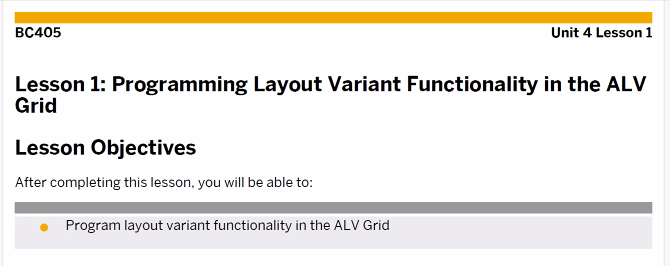 BC405
Unit 4 Lesson 1
Lesson 1: Programming Layout Variant Functionality in the ALV
Grid
Lesson Objectives
After completing this lesson, you will be able to:
Program layout variant functionality in the ALV Grid